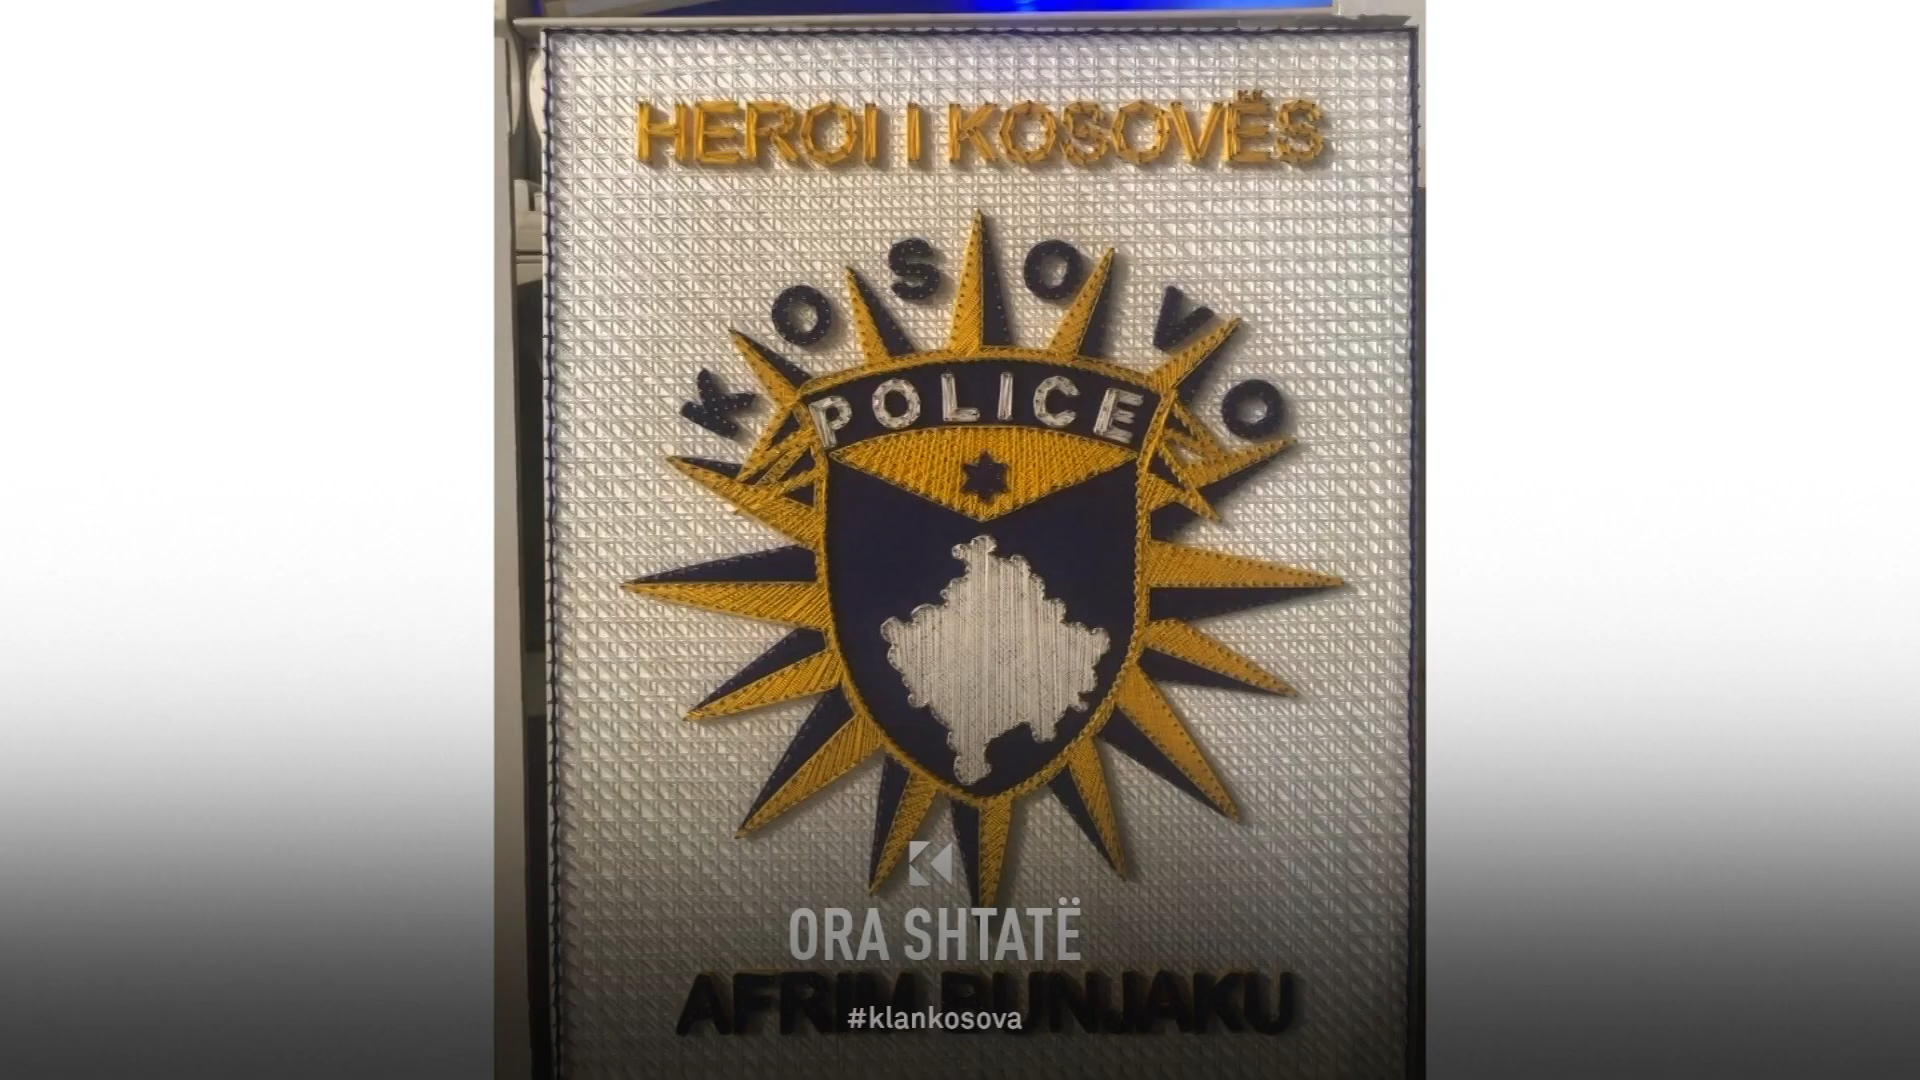 HEROI I KOSOVËS
KOSOVO
POLICE
ORA SHTATË
AFRIM BUNJAKU
#klankosova